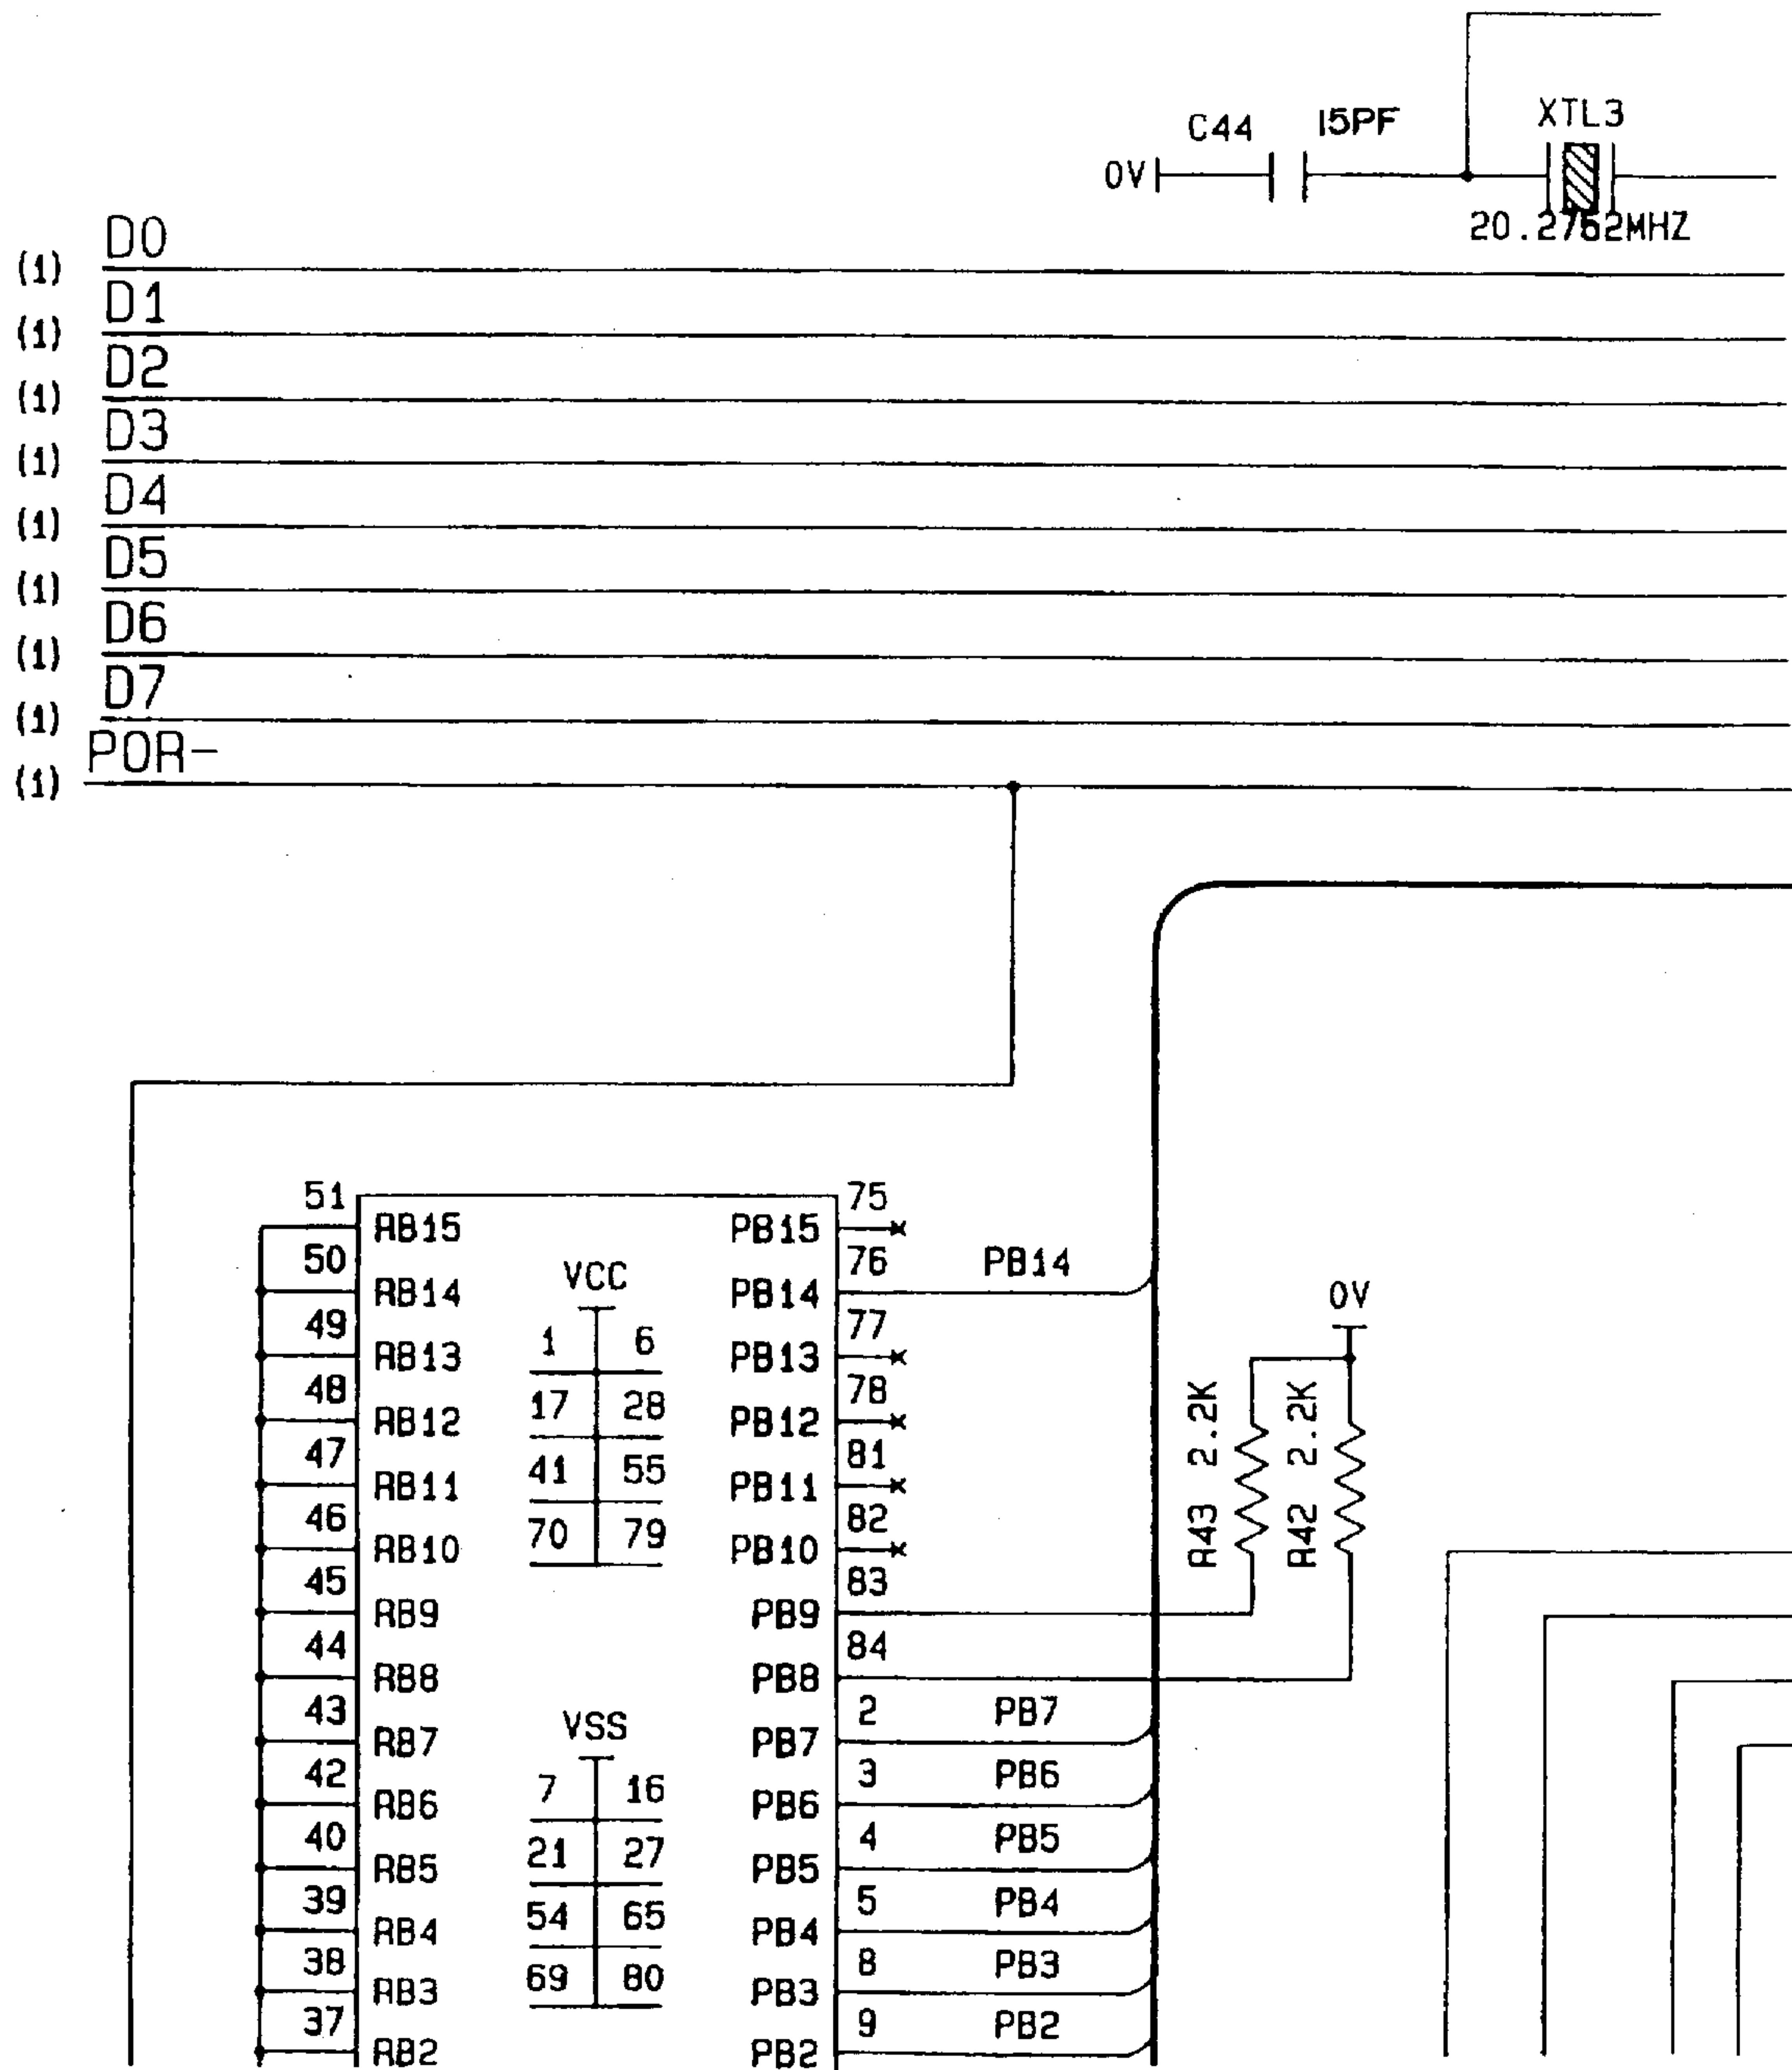 C44 15PF XTL3
0V
20.2752MHZ
(1) D0
(1) D1
(1) D2
(1) D3
(1) D4
(1) D5
(1) D6
(1) D7
(1) POR-
51 RB15
50 RB14
49 RB13
48 RB12
47 RB11
46 RB10
45 RB9
44 RB8
43 RB7
42 RB6
40 RB5
39 RB4
38 RB3
37 RB2
VCC
1 6
17 28
41 55
70 79
VSS
7 16
21 27
54 65
69 80
PB15 75
PB14 76 PB14
PB13 77
PB12 78
PB11 81
PB10 82
PB9 83
PB8 84
PB7 2 PB7
PB6 3 PB6
PB5 4 PB5
PB4 5 PB4
PB3 8 PB3
PB2 9 PB2
0V
R43 2.2K
R42 2.2K